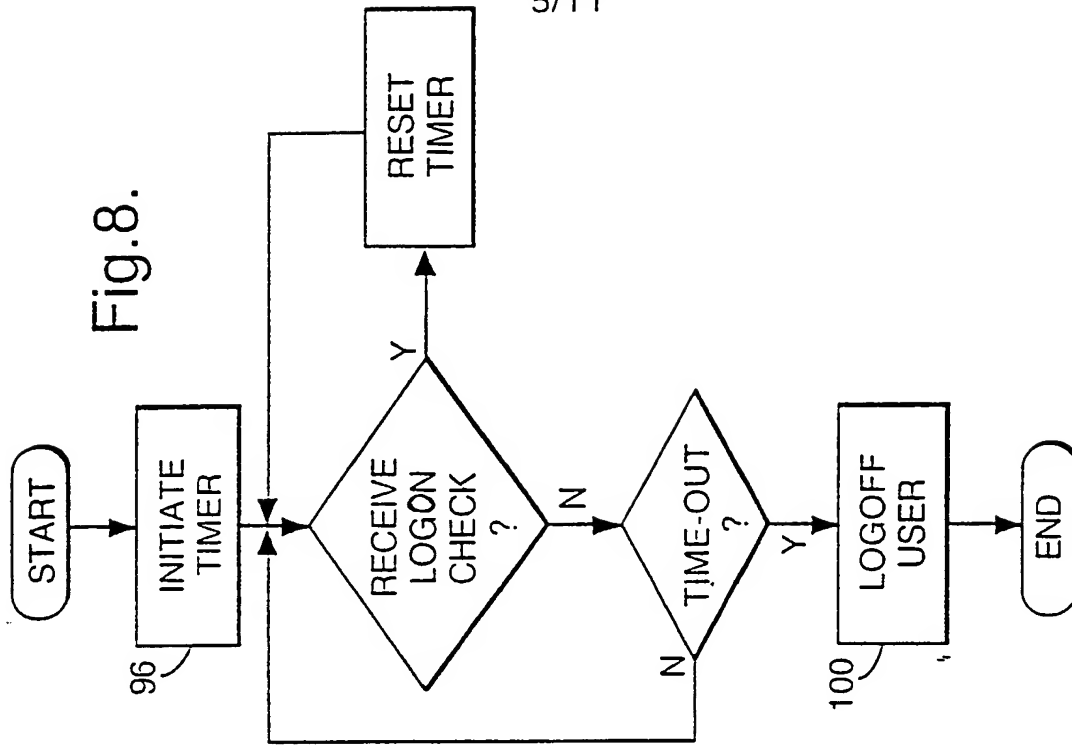 5/11
Fig.8.
START
INITIATE
TIMER
96
RECEIVE
LOGON
CHECK
?
Y
RESET
TIMER
N
TIME-OUT
?
N
Y
LOGOFF
USER
100
END